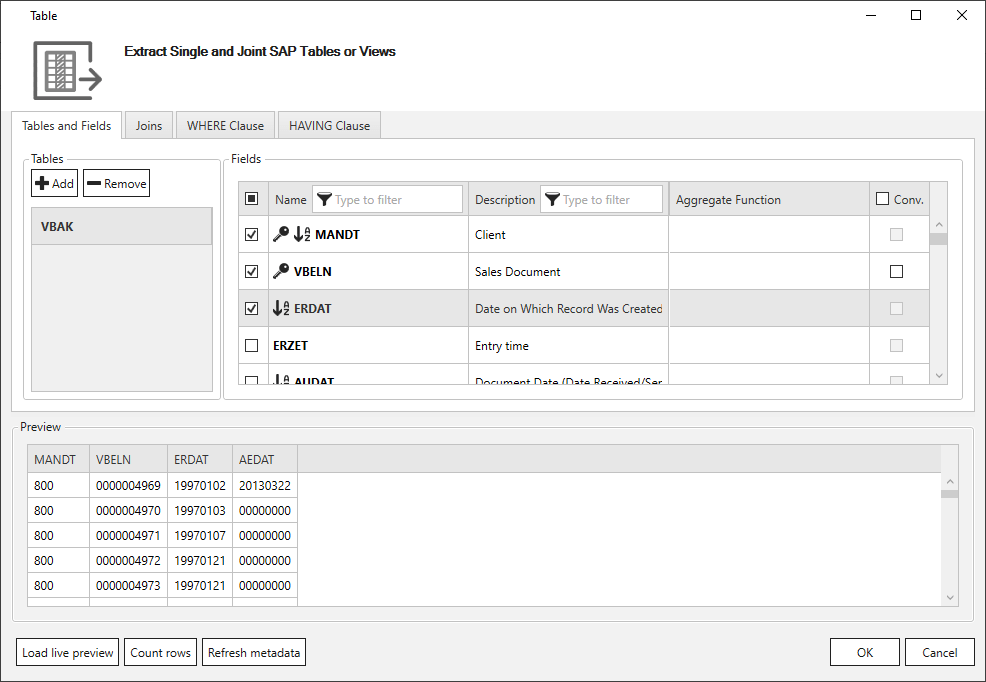 Table
Extract Single and Joint SAP Tables or Views
Tables and Fields Joins WHERE Clause HAVING Clause
Tables
Add Remove
VBAK
Fields
Name Type to filter Description Type to filter Aggregate Function Conv.
MANDT Client
VBELN Sales Document
ERDAT Date on Which Record Was Created
ERZET Entry time
AUDAT Document Date (Date Received/Ser
Preview
MANDT VBELN ERDAT AEDAT
800 0000004969 19970102 20130322
800 0000004970 19970103 00000000
800 0000004971 19970107 00000000
800 0000004972 19970121 00000000
800 0000004973 19970121 00000000
Load live preview Count rows Refresh metadata OK Cancel